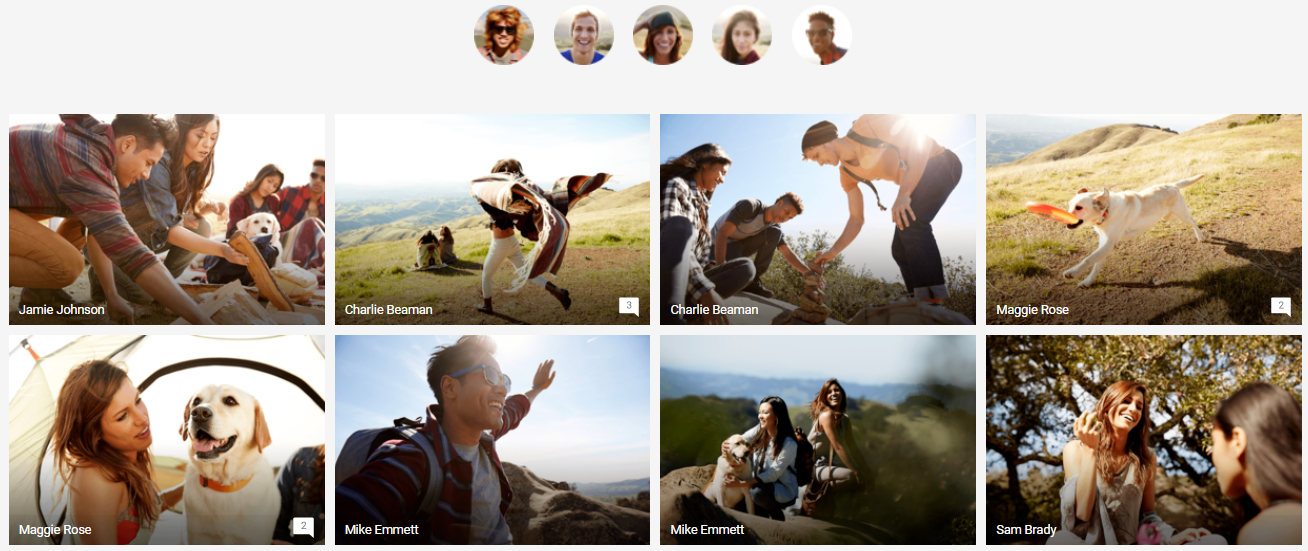 Jamie Johnson
Charlie Beaman
3
Charlie Beaman
Maggie Rose
2
Maggie Rose
2
Mike Emmett
Mike Emmett
Sam Brady